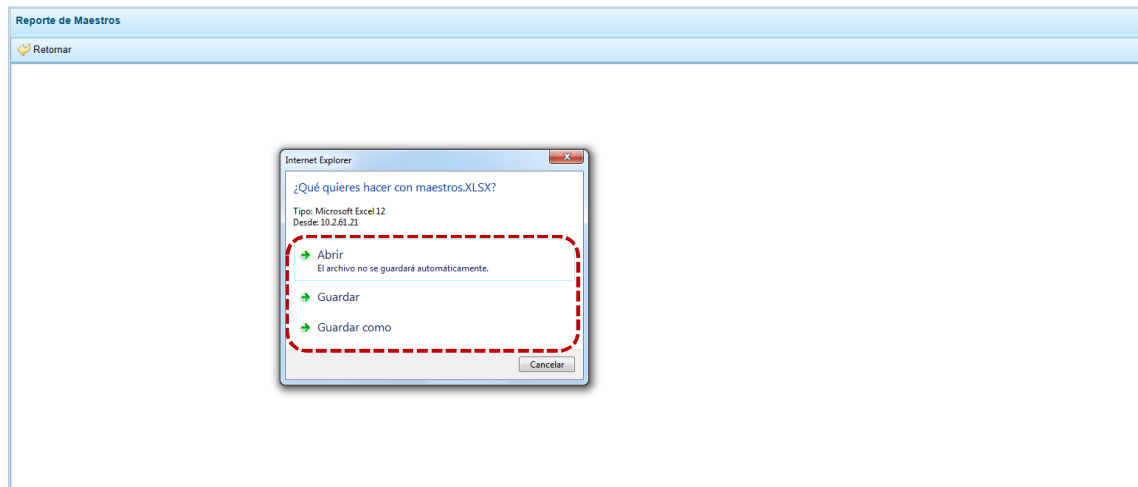 Reporte de Maestros
Retornar
Internet Explorer
¿Qué quieres hacer con maestros.XLSX?
Tipo: Microsoft Excel 12
Desde: 10.2.61.21
Abrir
El archivo no se guardará automáticamente.
Guardar
Guardar como
Cancelar